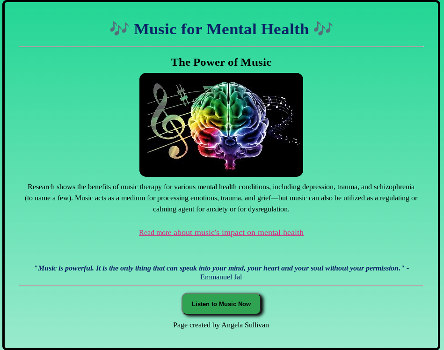 🎶 Music for Mental Health 🎶
The Power of Music
Research shows the benefits of music therapy for various mental health conditions, including depression, trauma, and schizophrenia
(to name a few). Music acts as a medium for processing emotions, trauma, and grief—but music can also be utilized as a regulating or
calming agent for anxiety or for dysregulation.
Read more about music's impact on mental health
"Music is powerful. It is the only thing that can speak into your mind, your heart and your soul without your permission." -
Emmanuel Jal
Listen to Music Now
Page created by Angela Sullivan